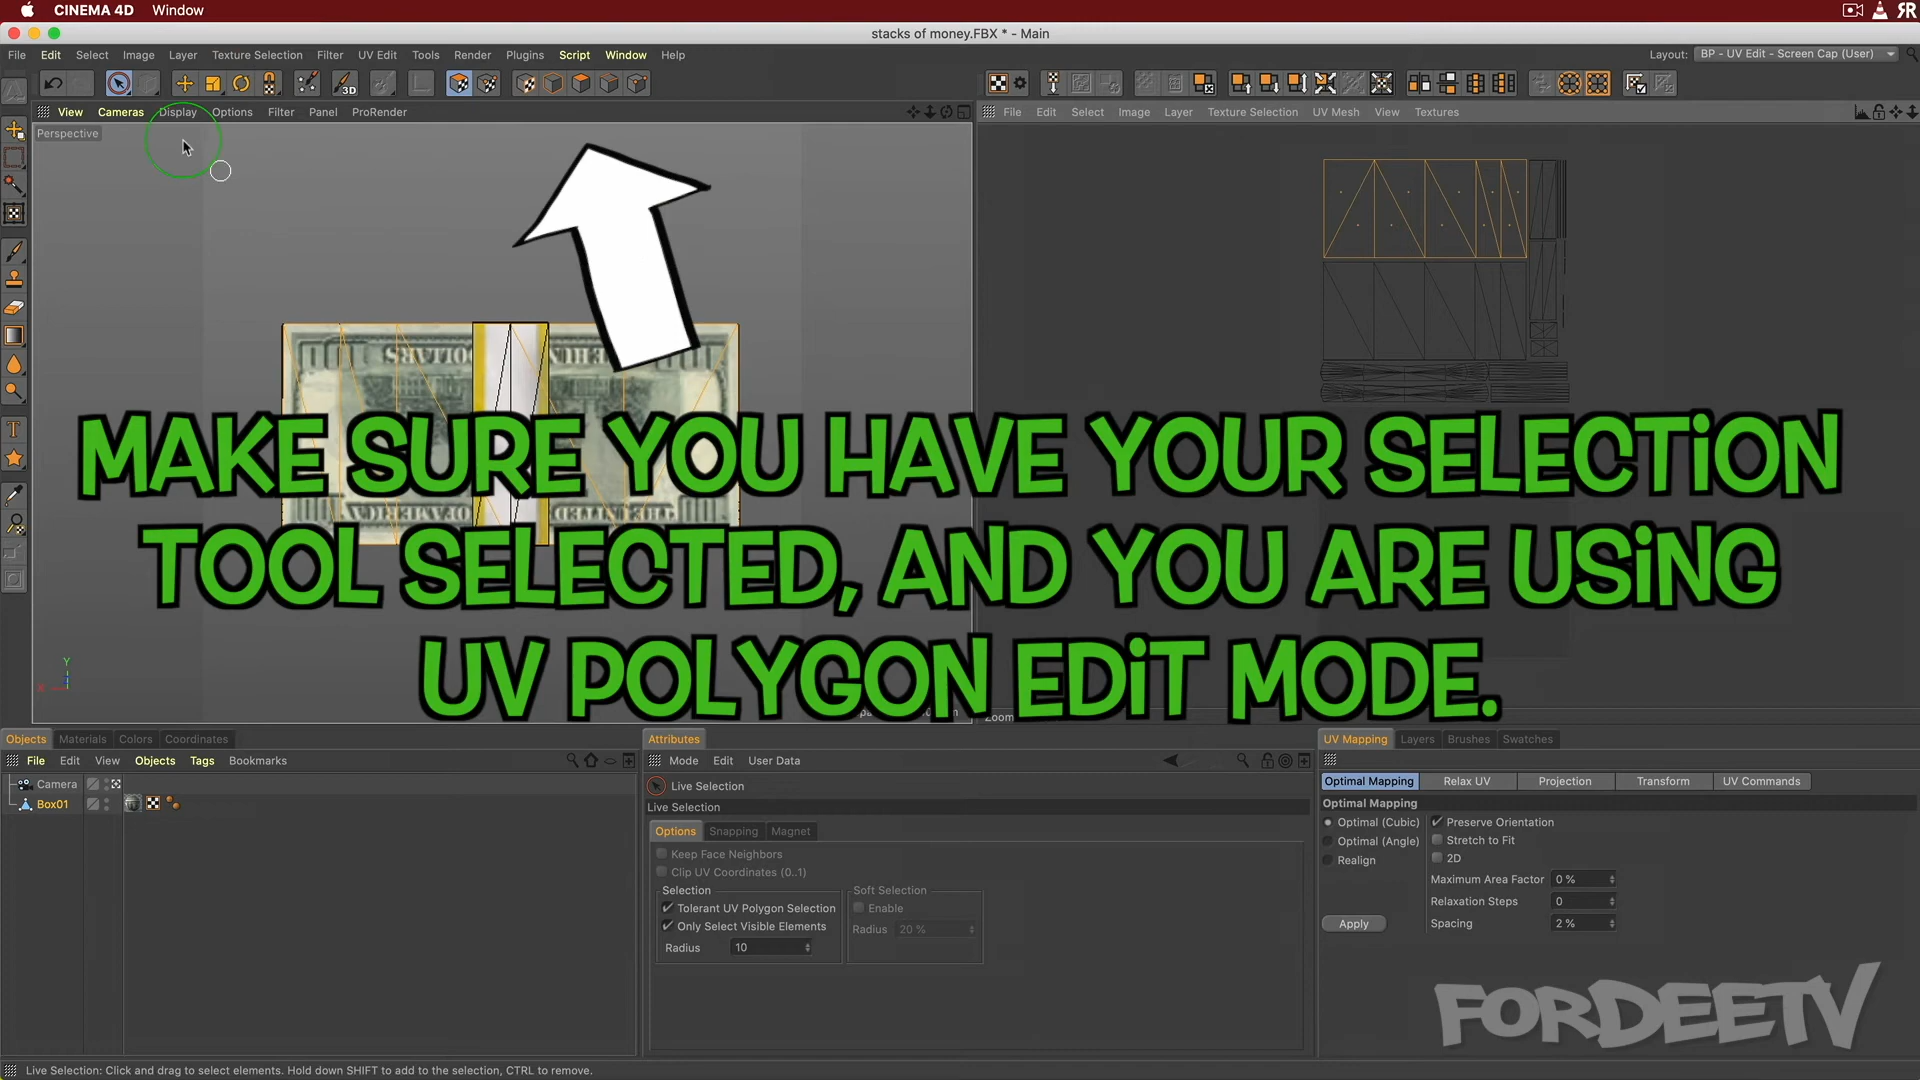 CINEMA 4D Window
stacks of money.FBX * - Main
File Edit Select Image Layer Texture Selection Filter UV Edit Tools Render Plugins Script Window Help
Layout: BP - UV Edit - Screen Cap (User)
View Cameras Display Options Filter Panel ProRender
File Edit Select Image Layer Texture Selection UV Mesh View Textures
Perspective
MAKE SURE YOU HAVE YOUR SELECTION
TOOL SELECTED, AND YOU ARE USING
UV POLYGON EDIT MODE.
Y
Zoom
Objects Materials Colors Coordinates
File Edit View Objects Tags Bookmarks
Camera
Box01
Attributes
Mode Edit User Data
Live Selection
Live Selection
Options Snapping Magnet
Keep Face Neighbors
Clip UV Coordinates (0..1)
Selection
Tolerant UV Polygon Selection
Only Select Visible Elements
Radius 10
Soft Selection
Enable
Radius 20 %
UV Mapping Layers Brushes Swatches
Optimal Mapping Relax UV Projection Transform UV Commands
Optimal Mapping
Optimal (Cubic) Preserve Orientation
Optimal (Angle) Stretch to Fit
Realign 2D
Maximum Area Factor 0 %
Relaxation Steps 0
Apply Spacing 2 %
FORDEETV
Live Selection: Click and drag to select elements. Hold down SHIFT to add to the selection, CTRL to remove.